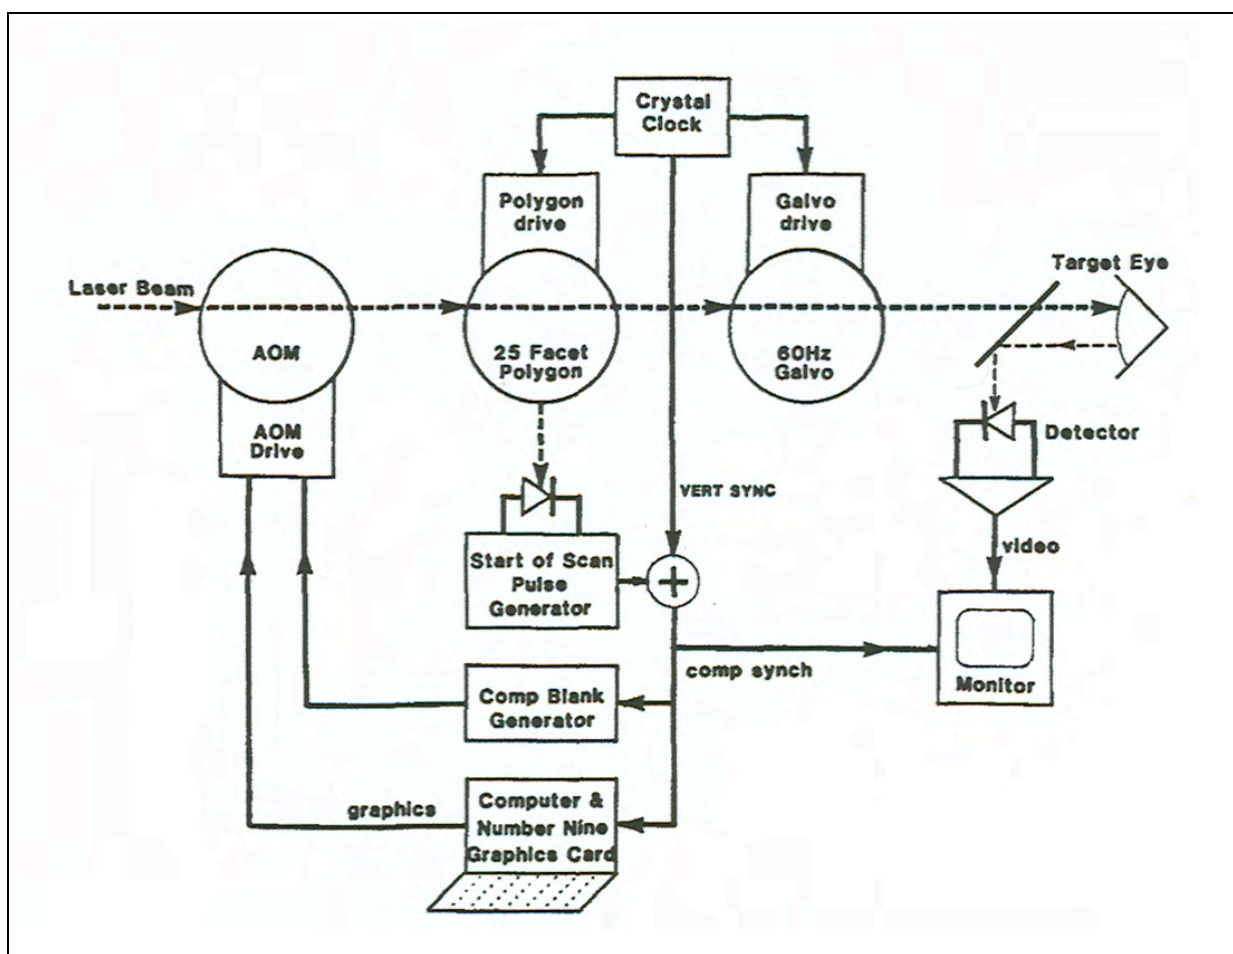 Crystal
Clock
Polygon
drive
Galvo
drive
Laser Beam
Target Eye
AOM
25 Facet
Polygon
60Hz
Galvo
AOM
Drive
Detector
VERT SYNC
Start of Scan
Pulse
Generator
+
video
comp synch
Monitor
Comp Blank
Generator
graphics
Computer &
Number Nine
Graphics Card